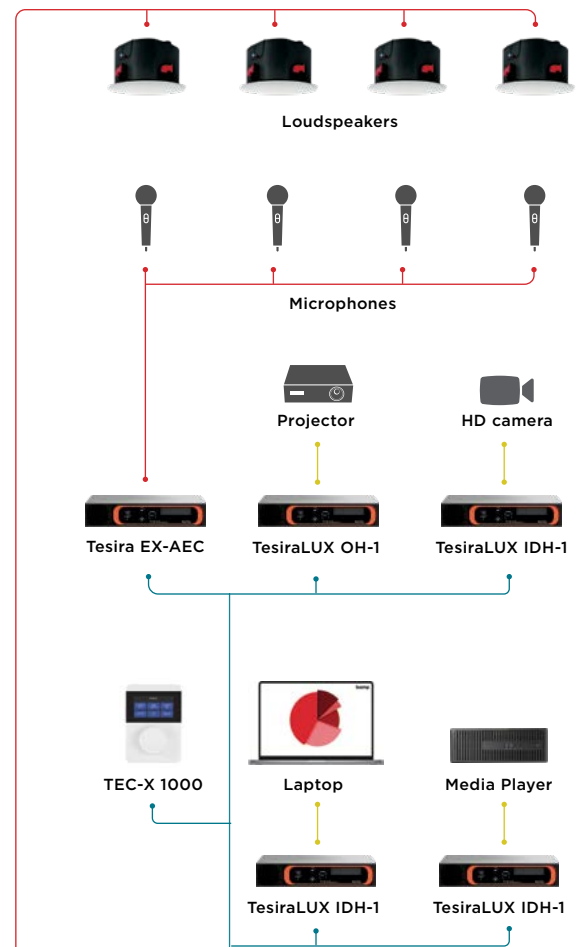 Loudspeakers
Microphones
Projector
HD camera
Tesira EX-AEC
TesiraLUX OH-1
TesiraLUX IDH-1
TEC-X 1000
Laptop
Media Player
TesiraLUX IDH-1
TesiraLUX IDH-1